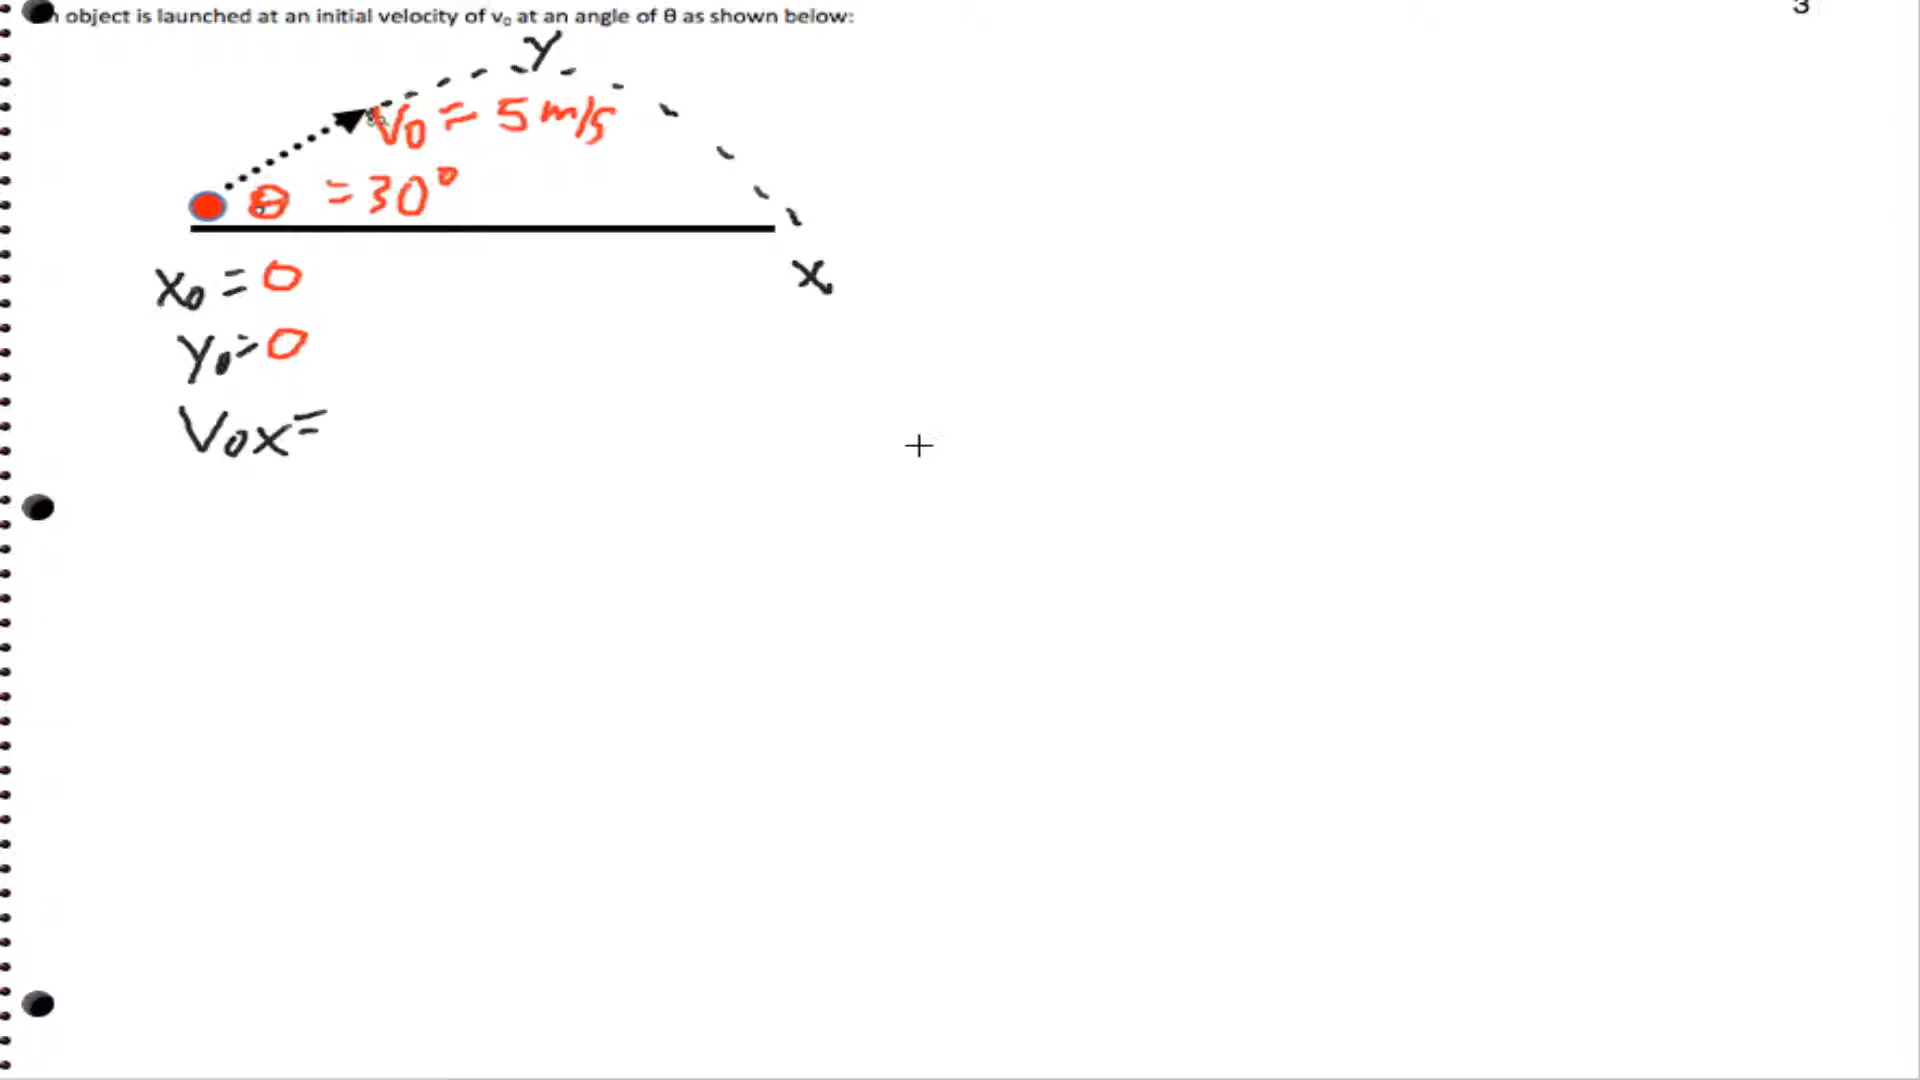 3
object is launched at an initial velocity of v₀ at an angle of θ as shown below:
y
V₀ = 5 m/s
θ = 30°
x
x₀ = 0
y₀ = 0
V₀x =